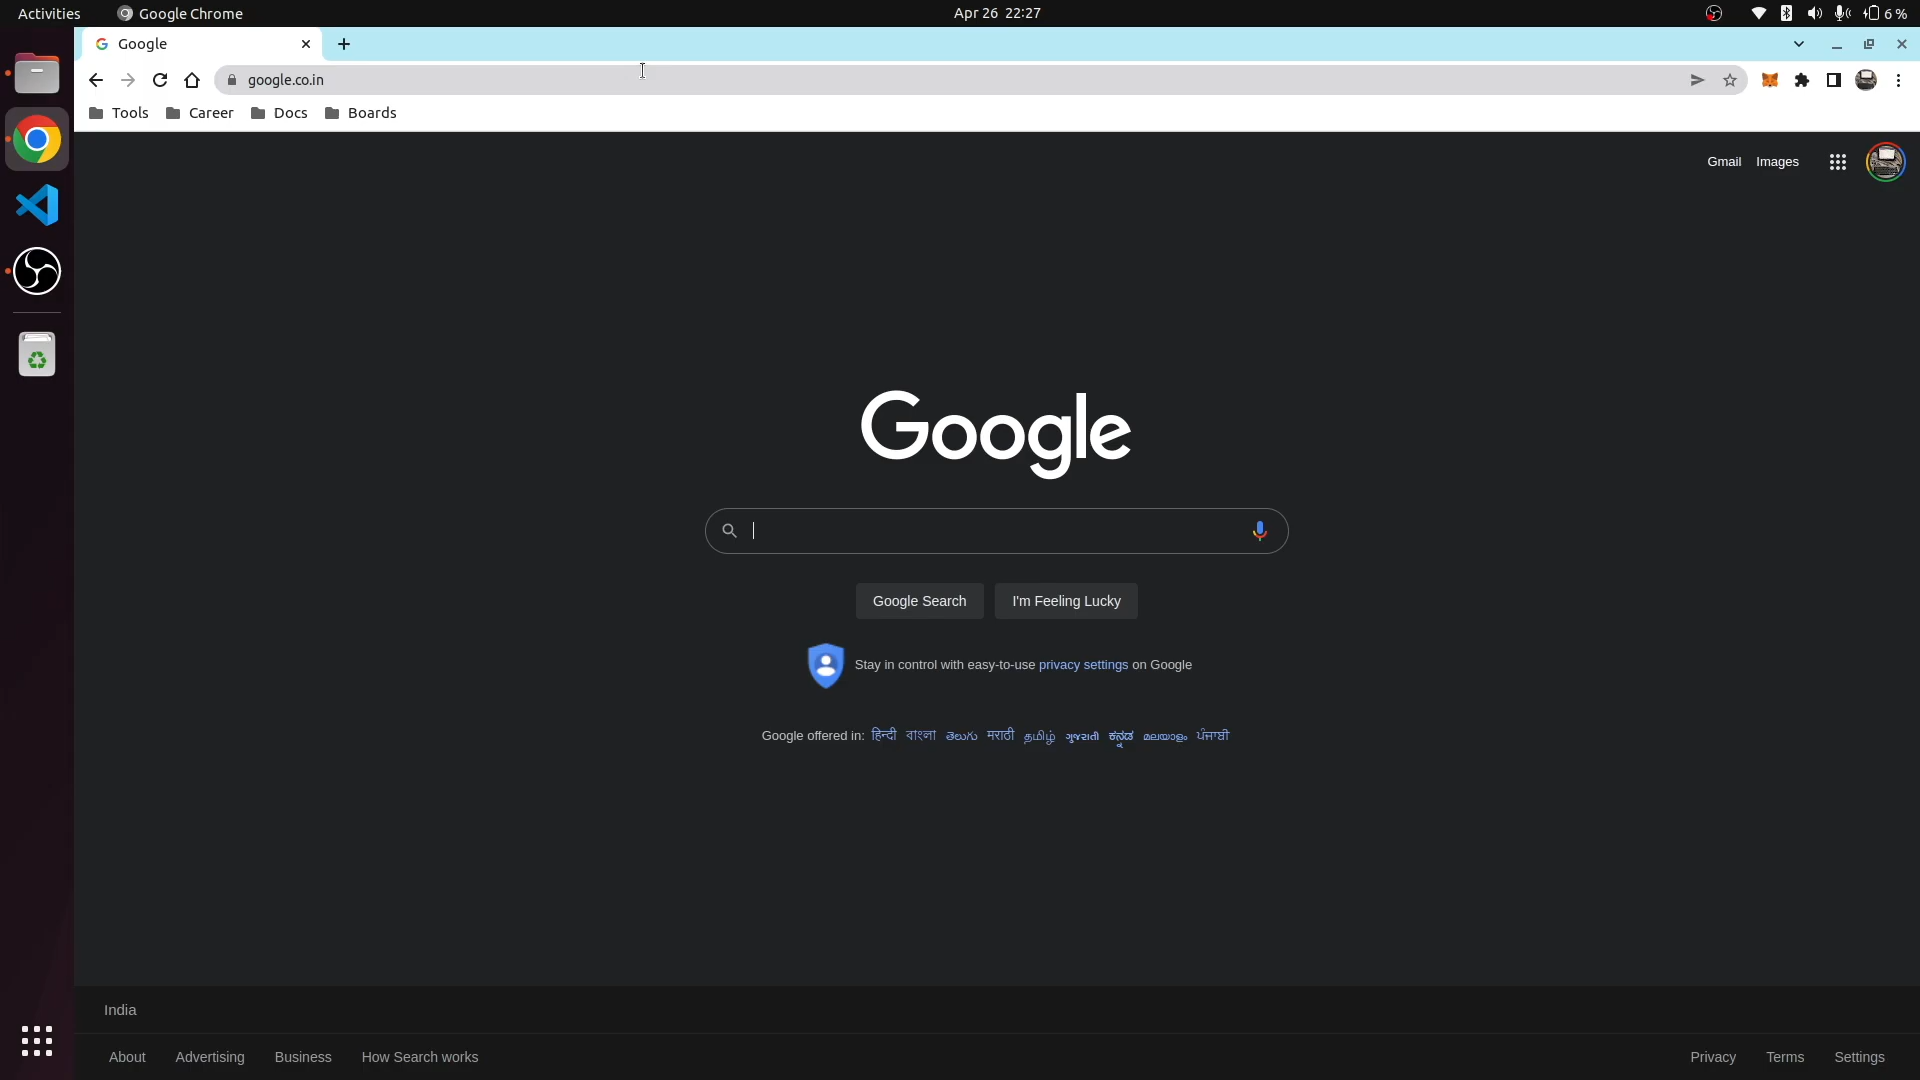 Activities Google Chrome Apr 26 22:27 6 %
Google
google.co.in
Tools Career Docs Boards
Gmail Images
Google
Google Search I'm Feeling Lucky
Stay in control with easy-to-use privacy settings on Google
Google offered in: हिन्दी বাংলা తెలుగు मराठी தமிழ் ગુજરાતી ಕನ್ನಡ മലയാളം ਪੰਜਾਬੀ
India
About Advertising Business How Search works Privacy Terms Settings